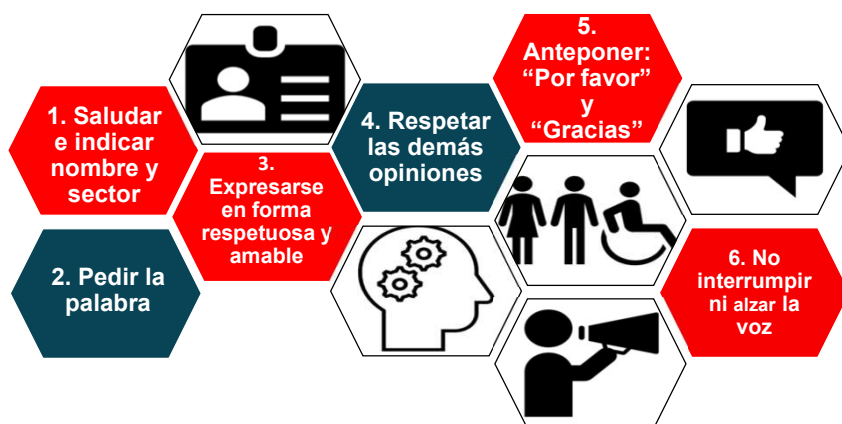 1. Saludar
e indicar
nombre y
sector
2. Pedir la
palabra
3.
Expresarse
en forma
respetuosa y
amable
4. Respetar
las demás
opiniones
5.
Anteponer:
“Por favor”
y
“Gracias”
6. No
interrumpir
ni alzar la
voz